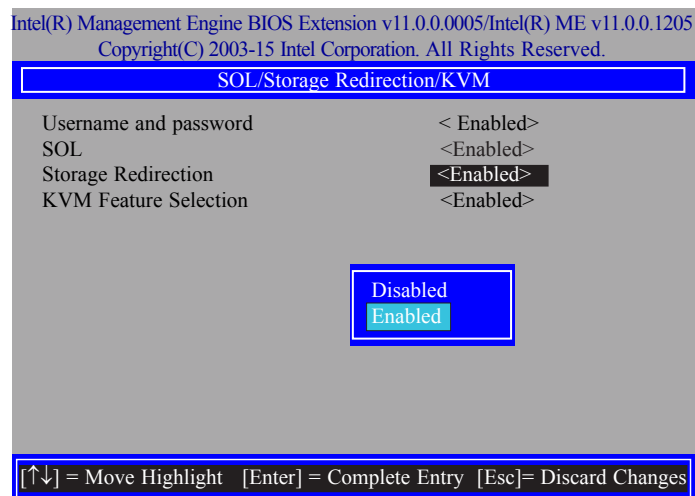 Intel(R) Management Engine BIOS Extension v11.0.0.0005/Intel(R) ME v11.0.0.1205
Copyright(C) 2003-15 Intel Corporation. All Rights Reserved.
SOL/Storage Redirection/KVM
Username and password < Enabled>
SOL <Enabled>
Storage Redirection <Enabled>
KVM Feature Selection <Enabled>
Disabled
Enabled
[↑↓] = Move Highlight [Enter] = Complete Entry [Esc]= Discard Changes